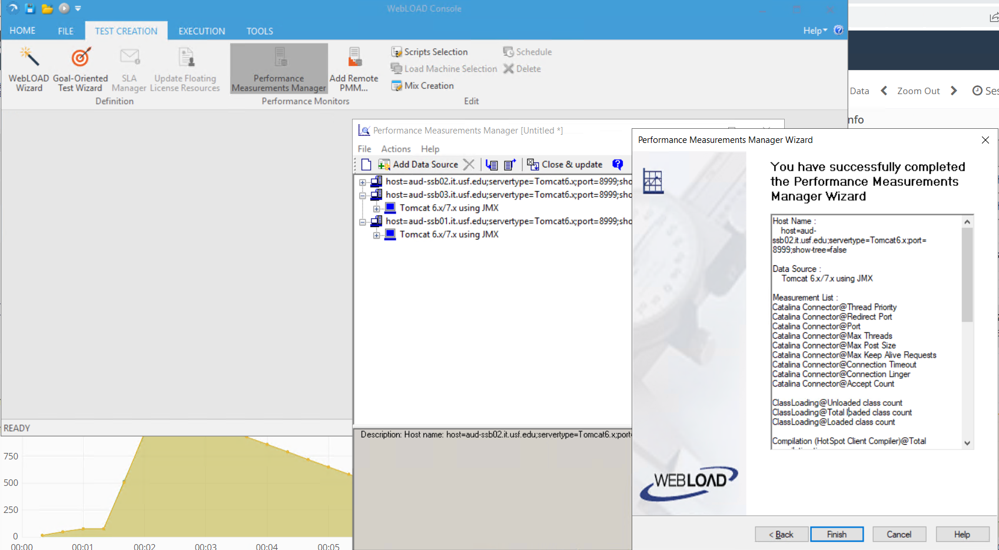 WebLOAD Console
HOME FILE TEST CREATION EXECUTION TOOLS Help
WebLOAD Wizard
Goal-Oriented Test Wizard
SLA Manager
Update Floating License Resources
Definition
Performance Measurements Manager
Add Remote PMM...
Performance Monitors
Scripts Selection
Load Machine Selection
Mix Creation
Schedule
Delete
Edit
Data Zoom Out Ses
nfo
Performance Measurements Manager [Untitled *]
File Actions Help
Add Data Source Close & update
host=aud-ssb02.it.usf.edu;servertype=Tomcat6.x;port=8999;sho
host=aud-ssb03.it.usf.edu;servertype=Tomcat6.x;port=8999;sho
Tomcat 6.x/7.x using JMX
host=aud-ssb01.it.usf.edu;servertype=Tomcat6.x;port=8999;sho
Tomcat 6.x/7.x using JMX
Description: Host name: host=aud-ssb02.it.usf.edu;servertype=Tomcat6.x;port=
Performance Measurements Manager Wizard
You have successfully completed
the Performance Measurements
Manager Wizard
Host Name :
host=aud-
ssb02.it.usf.edu;servertype=Tomcat6.x;port=
8999;show-tree=false
Data Source :
Tomcat 6.x/7.x using JMX
Measurement List :
Catalina Connector@Thread Priority
Catalina Connector@Redirect Port
Catalina Connector@Port
Catalina Connector@Max Threads
Catalina Connector@Max Post Size
Catalina Connector@Max Keep Alive Requests
Catalina Connector@Connection Timeout
Catalina Connector@Connection Linger
Catalina Connector@Accept Count
ClassLoading@Unloaded class count
ClassLoading@Total loaded class count
ClassLoading@Loaded class count
Compilation (HotSpot Client Compiler)@Total
WEBLOAD
< Back Finish Cancel Help
READY
750
500
250
0
00:00 00:01 00:02 00:03 00:04 00:05